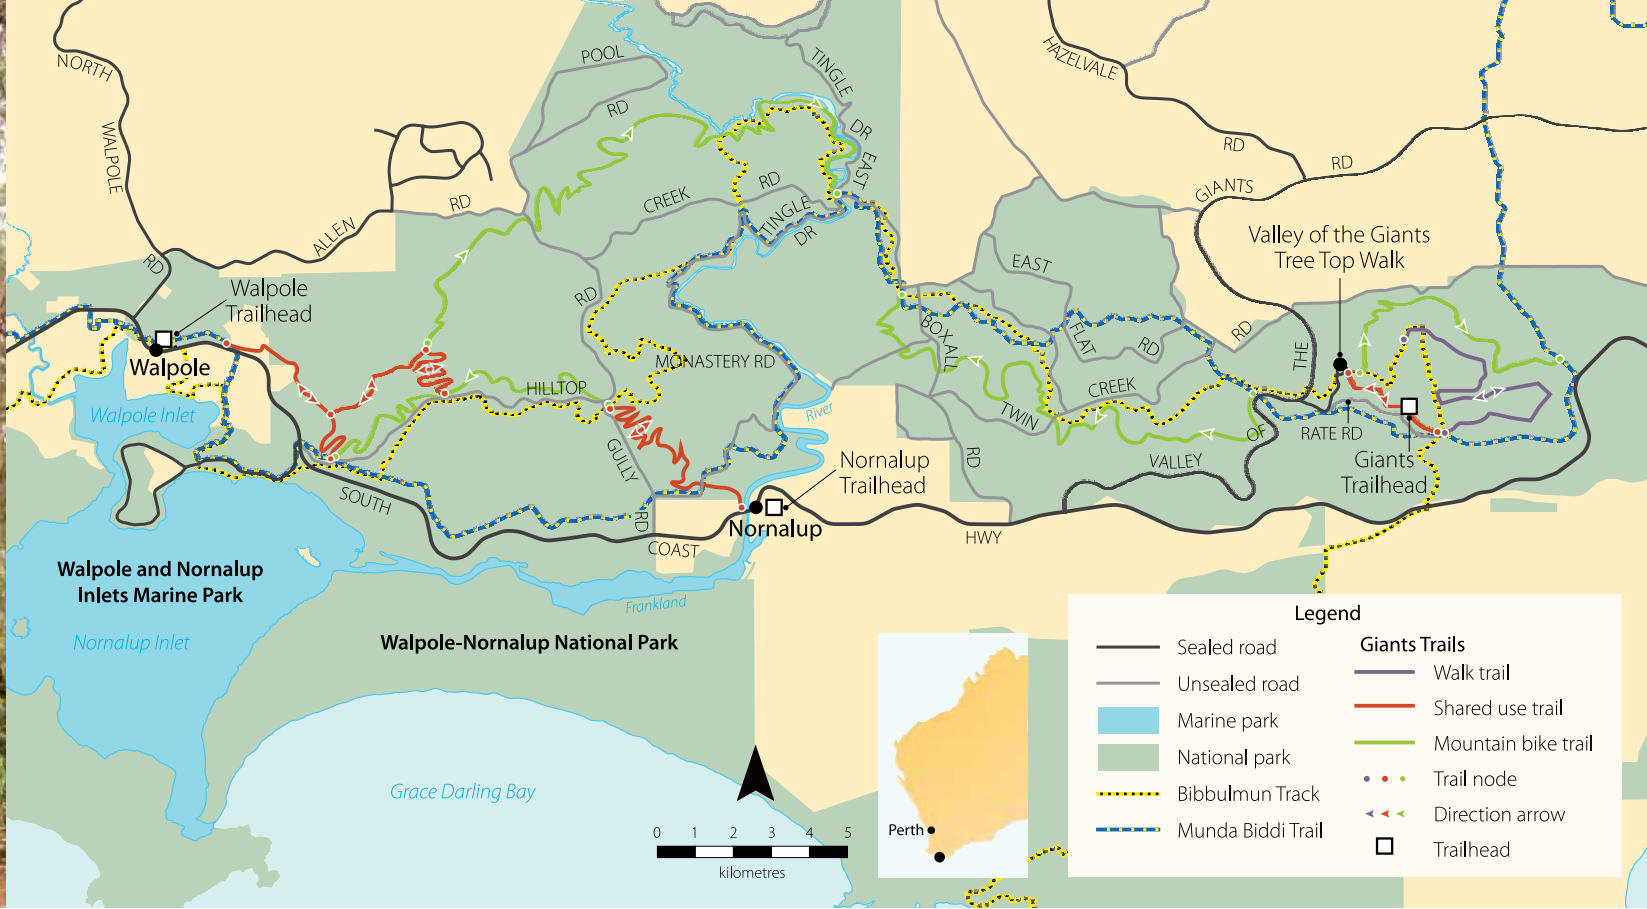 POOL
RD
TINGLE
DR
EAST
HAZELVALE
RD
RD
NORTH
WALPOLE
RD
ALLEN
RD
CREEK
RD
TINGLE
DR
GIANTS
Valley of the Giants
Tree Top Walk
EAST
RD
Walpole
Trailhead
Walpole
Walpole Inlet
MONASTERY RD
HILLTOP
GULLY
RD
River
BOXALL
RD
FLAT
RD
CREEK
TWIN
RD
THE
OF
VALLEY
RATE RD
Giants
Trailhead
Nornalup
Trailhead
Nornalup
SOUTH
COAST
HWY
Walpole and Nornalup
Inlets Marine Park
Nornalup Inlet
Frankland
Walpole-Nornalup National Park
Grace Darling Bay
0 1 2 3 4 5
kilometres
Perth
Legend
Sealed road
Unsealed road
Marine park
National park
Bibbulmun Track
Munda Biddi Trail
Giants Trails
Walk trail
Shared use trail
Mountain bike trail
Trail node
Direction arrow
Trailhead